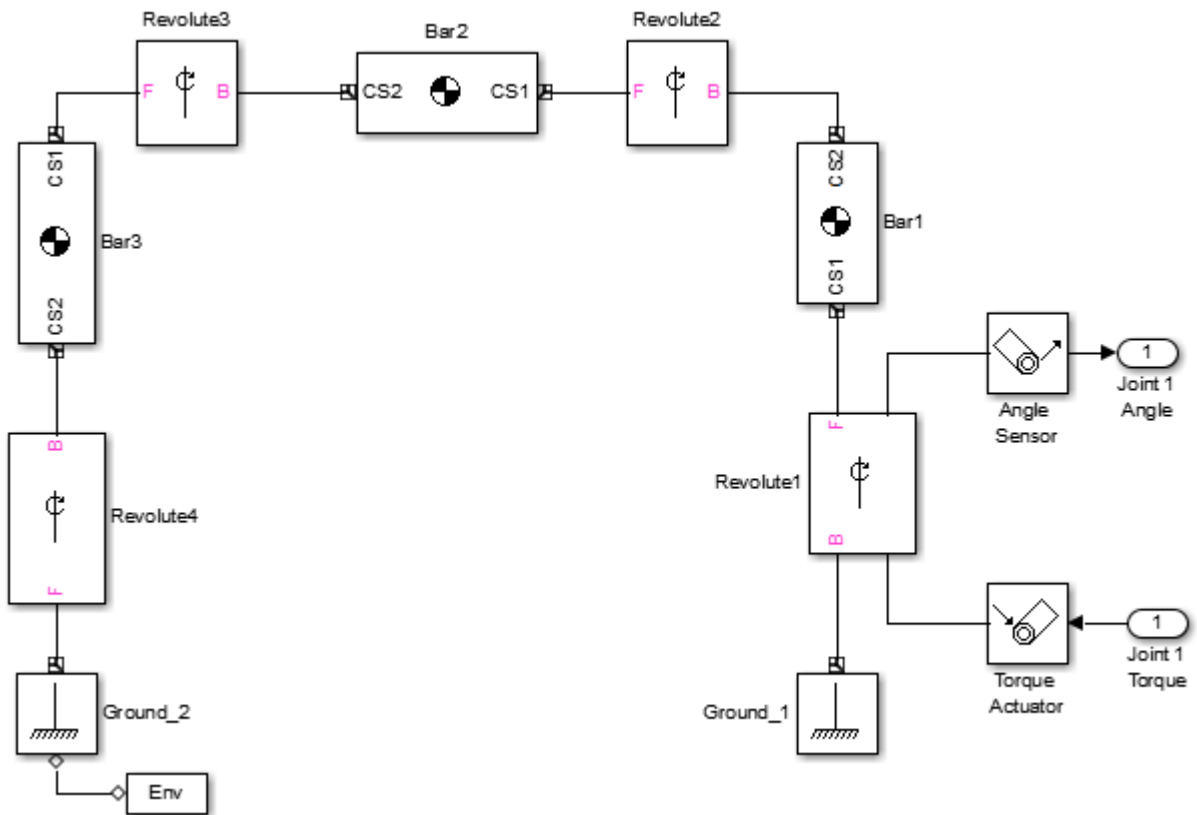 Revolute3
Bar2
Revolute2
F
B
CS2
CS1
F
B
CS1
Bar3
CS2
CS2
Bar1
CS1
B
Revolute4
F
F
Revolute1
B
Angle
Sensor
1
Joint 1
Angle
Torque
Actuator
1
Joint 1
Torque
Ground_2
Ground_1
Env